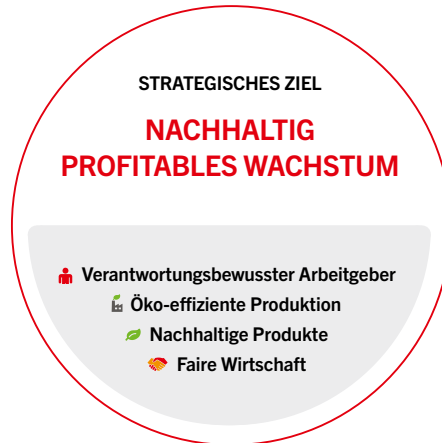 STRATEGISCHES ZIEL
NACHHALTIG
PROFITABLES WACHSTUM
Verantwortungsbewusster Arbeitgeber
Öko-effiziente Produktion
Nachhaltige Produkte
Faire Wirtschaft